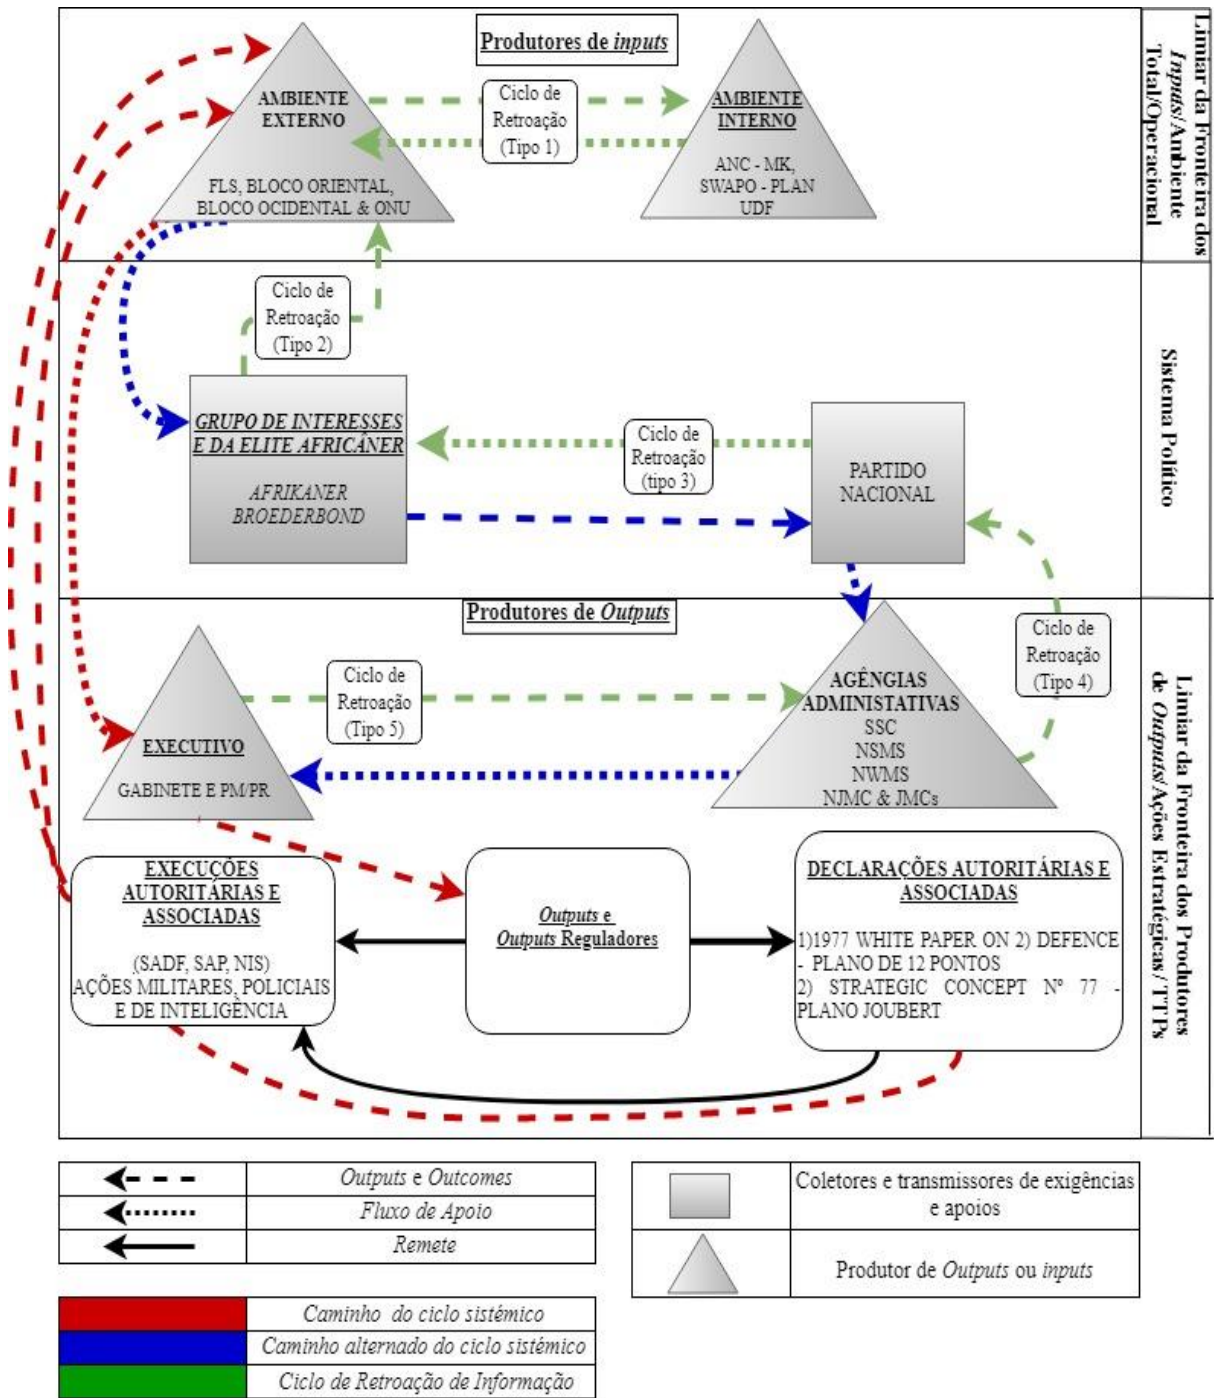 Produtores de inputs
AMBIENTE
EXTERNO
FLS, BLOCO ORIENTAL,
BLOCO OCIDENTAL & ONU
Ciclo de
Retroação
(Tipo 1)
AMBIENTE
INTERNO
ANC - MK,
SWAPO - PLAN
UDF
Limiar da Fronteira dos
Inputs/Ambiente
Total/Operacional
Ciclo de
Retroação
(Tipo 2)
GRUPO DE INTERESSES
E DA ELITE AFRICÂNER
AFRIKANER
BROEDERBOND
Ciclo de
Retroação
(tipo 3)
PARTIDO
NACIONAL
Sistema Político
Produtores de Outputs
EXECUTIVO
GABINETE E PM/PR
Ciclo de
Retroação
(Tipo 5)
AGÊNGIAS
ADMINISTATIVAS
SSC
NSMS
NWMS
NJMC & JMCs
Ciclo de
Retroação
(Tipo 4)
EXECUÇÕES
AUTORITÁRIAS E
ASSOCIADAS
(SADF, SAP, NIS)
AÇÕES MILITARES, POLICIAIS
E DE INTELIGÈNCIA
Outputs e
Outputs Reguladores
DECLARAÇÕES AUTORITÁRIAS E
ASSOCIADAS
1)1977 WHITE PAPER ON 2) DEFENCE
- PLANO DE 12 PONTOS
2) STRATEGIC CONCEPT Nº 77 -
PLANO JOUBERT
Limiar da Fronteira dos Produtores
de Outputs/Ações Estratégicas/ TTPs
Outputs e Outcomes
Fluxo de Apoio
Remete
Coletores e transmissores de exigências
e apoios
Produtor de Outputs ou inputs
Caminho do ciclo sistémico
Caminho alternado do ciclo sistémico
Ciclo de Retroação de Informação